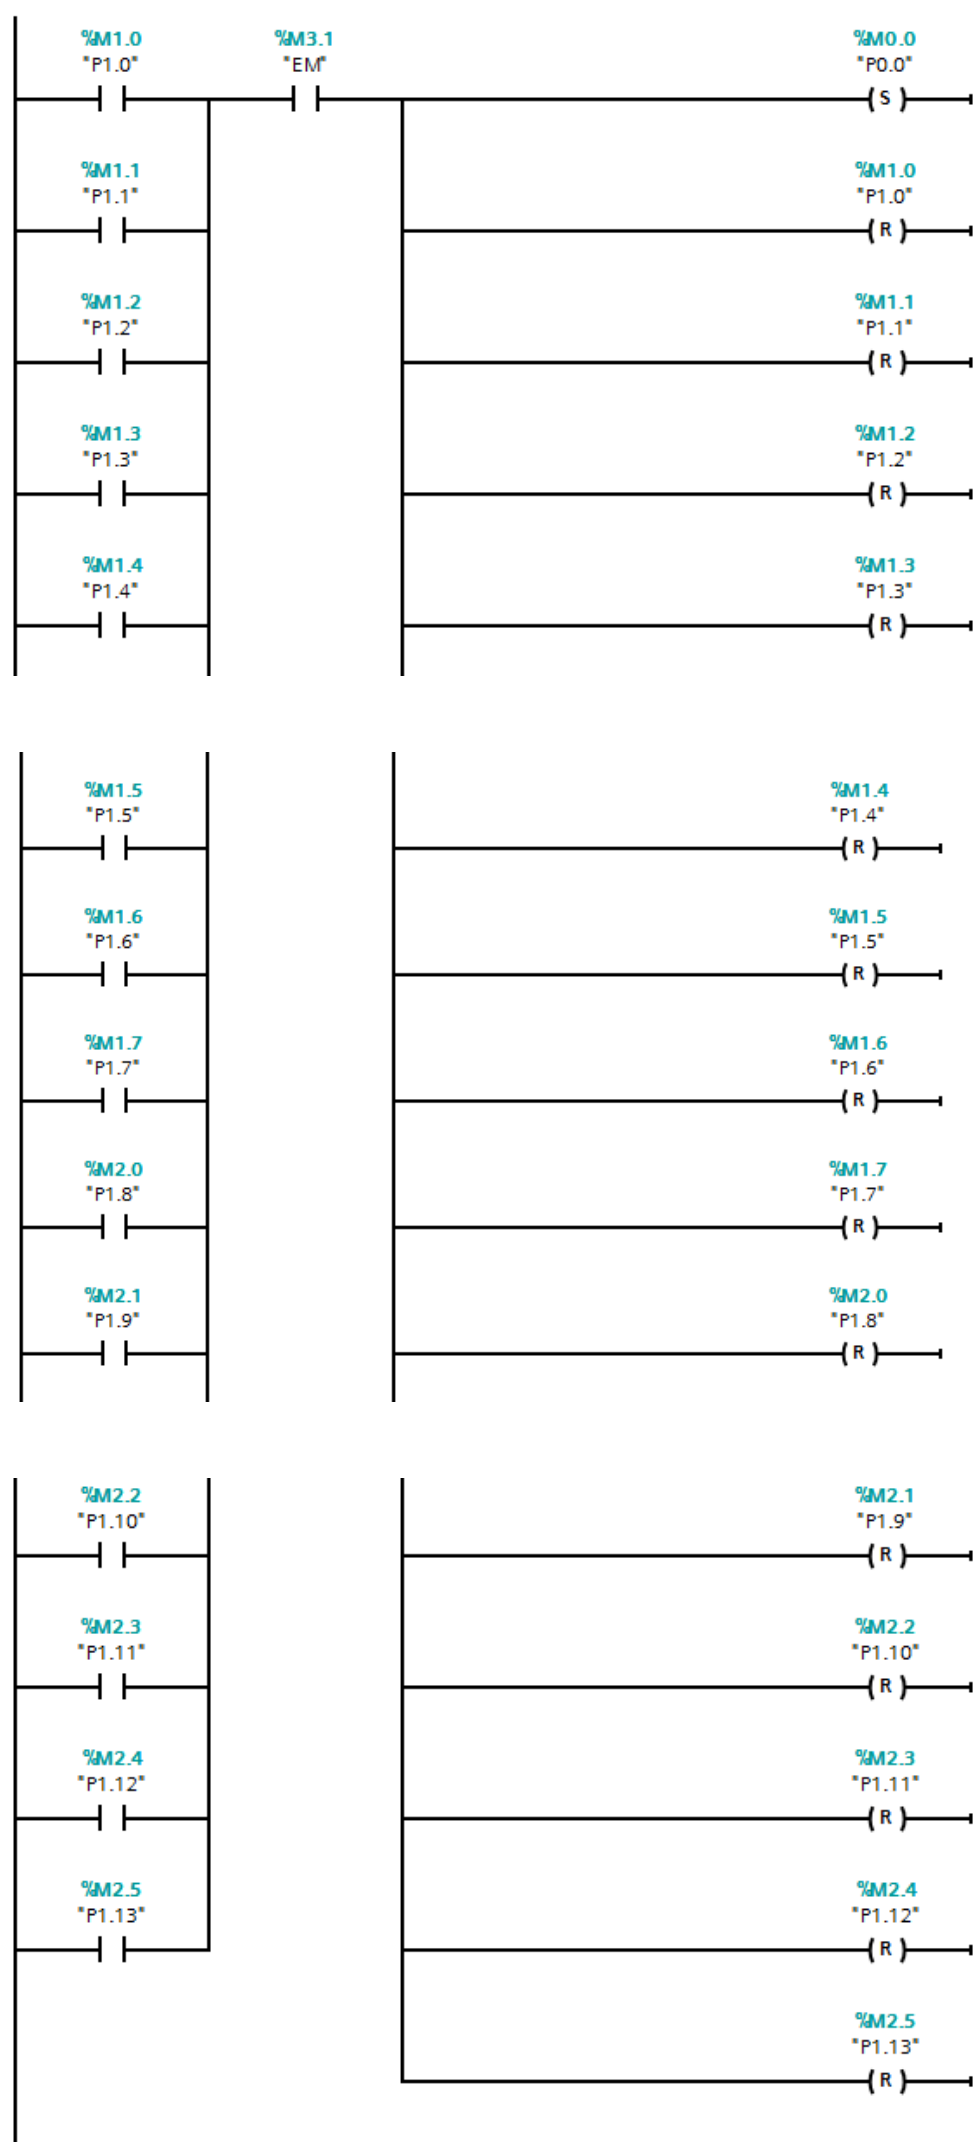 %M1.0 %M3.1 %M0.0
"P1.0" "EM" "P0.0"
S
%M1.1 %M1.0
"P1.1" "P1.0"
R
%M1.2 %M1.1
"P1.2" "P1.1"
R
%M1.3 %M1.2
"P1.3" "P1.2"
R
%M1.4 %M1.3
"P1.4" "P1.3"
R
%M1.5 %M1.4
"P1.5" "P1.4"
R
%M1.6 %M1.5
"P1.6" "P1.5"
R
%M1.7 %M1.6
"P1.7" "P1.6"
R
%M2.0 %M1.7
"P1.8" "P1.7"
R
%M2.1 %M2.0
"P1.9" "P1.8"
R
%M2.2 %M2.1
"P1.10" "P1.9"
R
%M2.3 %M2.2
"P1.11" "P1.10"
R
%M2.4 %M2.3
"P1.12" "P1.11"
R
%M2.5 %M2.4
"P1.13" "P1.12"
R
%M2.5
"P1.13"
R